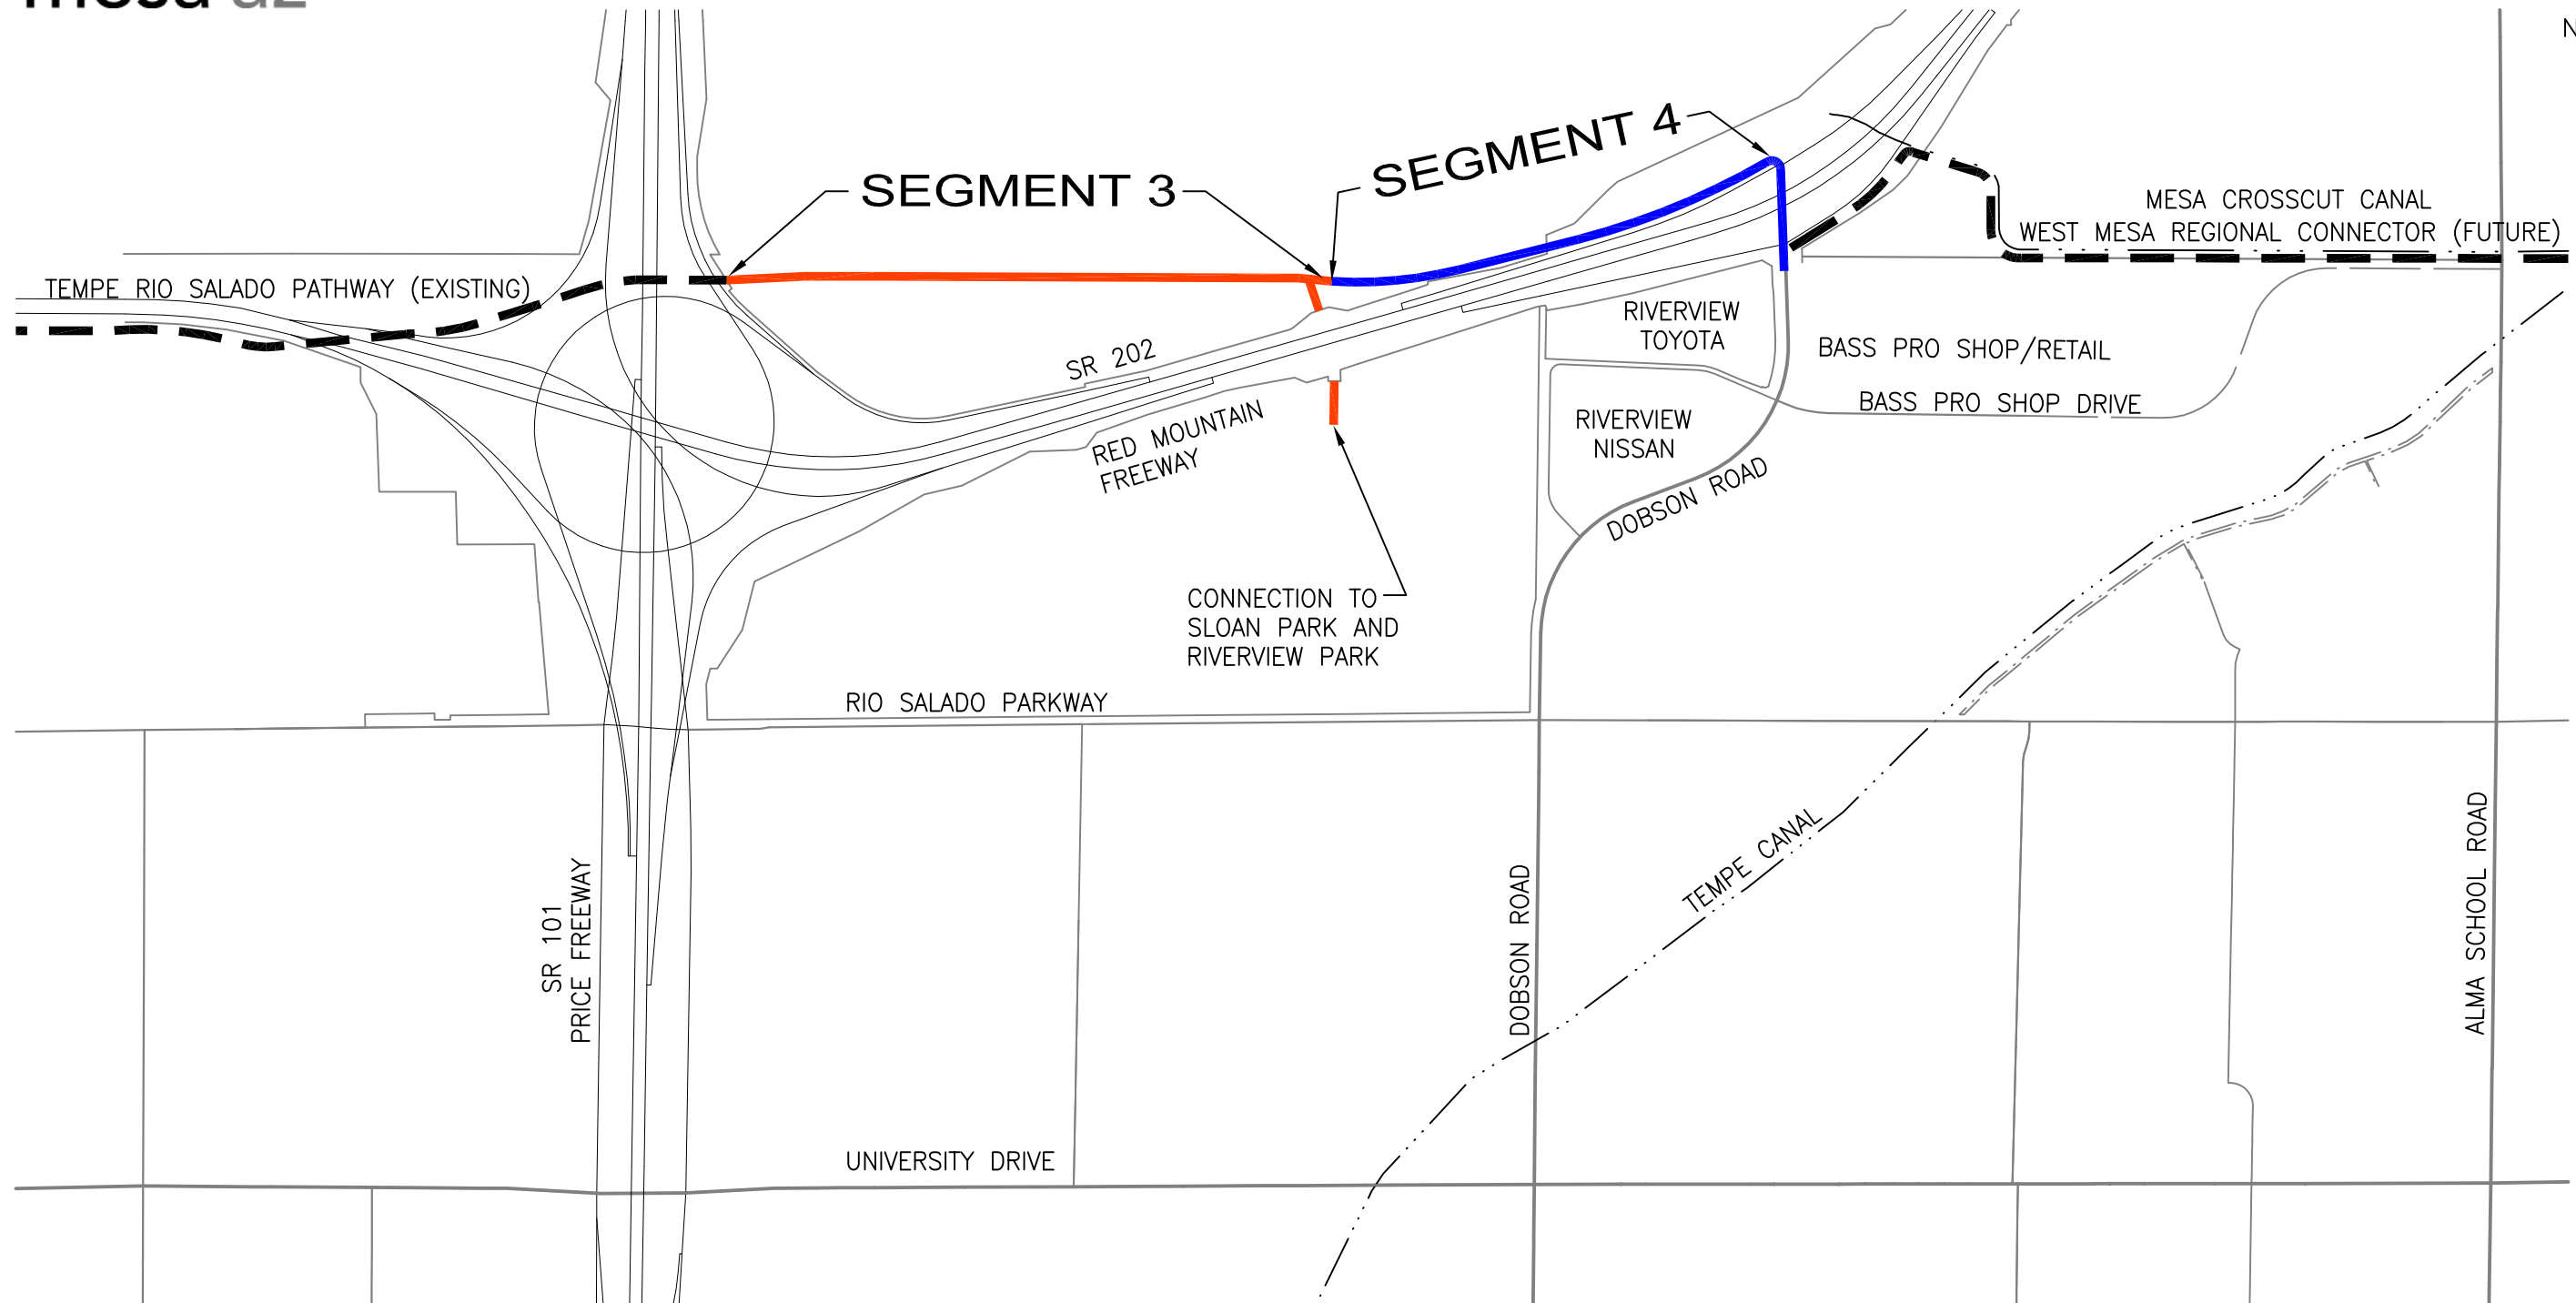 mesa az
N
SEGMENT 4
SEGMENT 3
MESA CROSSCUT CANAL
WEST MESA REGIONAL CONNECTOR (FUTURE)
TEMPE RIO SALADO PATHWAY (EXISTING)
RIVERVIEW
TOYOTA
BASS PRO SHOP/RETAIL
SR 202
BASS PRO SHOP DRIVE
RED MOUNTAIN
FREEWAY
RIVERVIEW
NISSAN
DOBSON ROAD
CONNECTION TO
SLOAN PARK AND
RIVERVIEW PARK
RIO SALADO PARKWAY
TEMPE CANAL
SR 101
PRICE FREEWAY
DOBSON ROAD
ALMA SCHOOL ROAD
UNIVERSITY DRIVE